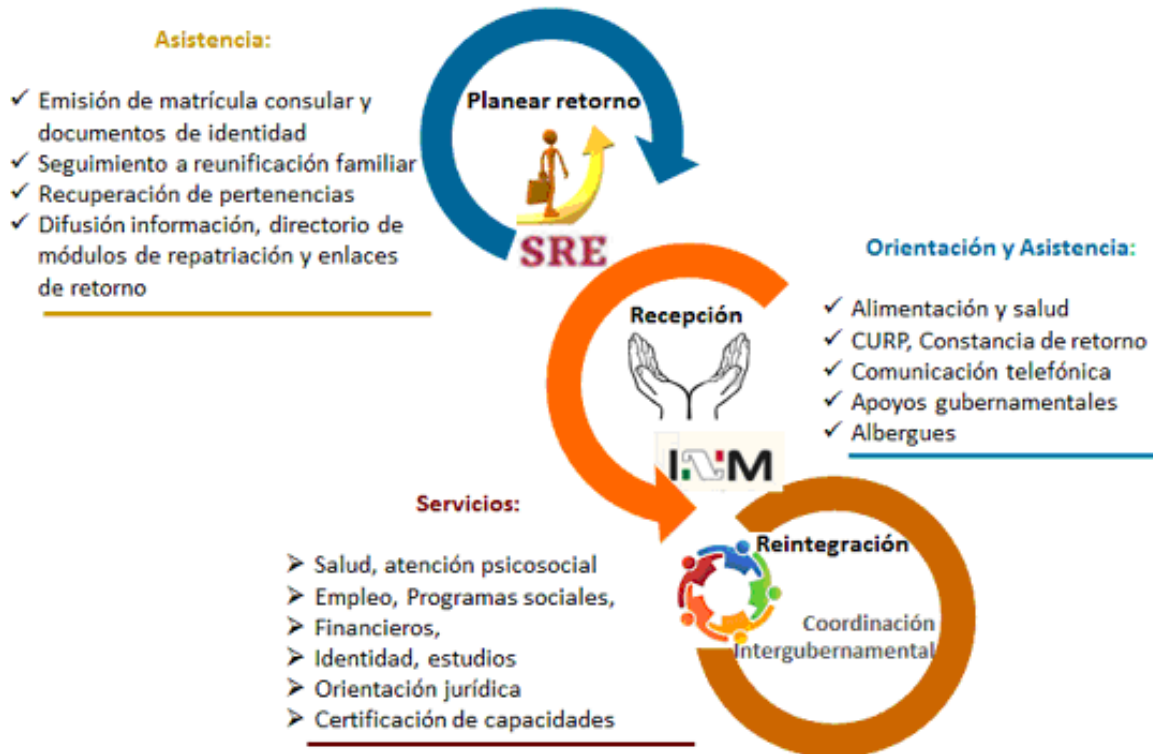 Asistencia:
✓ Emisión de matrícula consular y
documentos de identidad
✓ Seguimiento a reunificación familiar
✓ Recuperación de pertenencias
✓ Difusión información, directorio de
módulos de repatriación y enlaces
de retorno
Planear retorno
SRE
Orientación y Asistencia:
✓ Alimentación y salud
✓ CURP, Constancia de retorno
✓ Comunicación telefónica
✓ Apoyos gubernamentales
✓ Albergues
Recepción
INM
Servicios:
➢ Salud, atención psicosocial
➢ Empleo, Programas sociales,
➢ Financieros,
➢ Identidad, estudios
➢ Orientación jurídica
➢ Certificación de capacidades
Reintegración
Coordinación
Intergubernamental